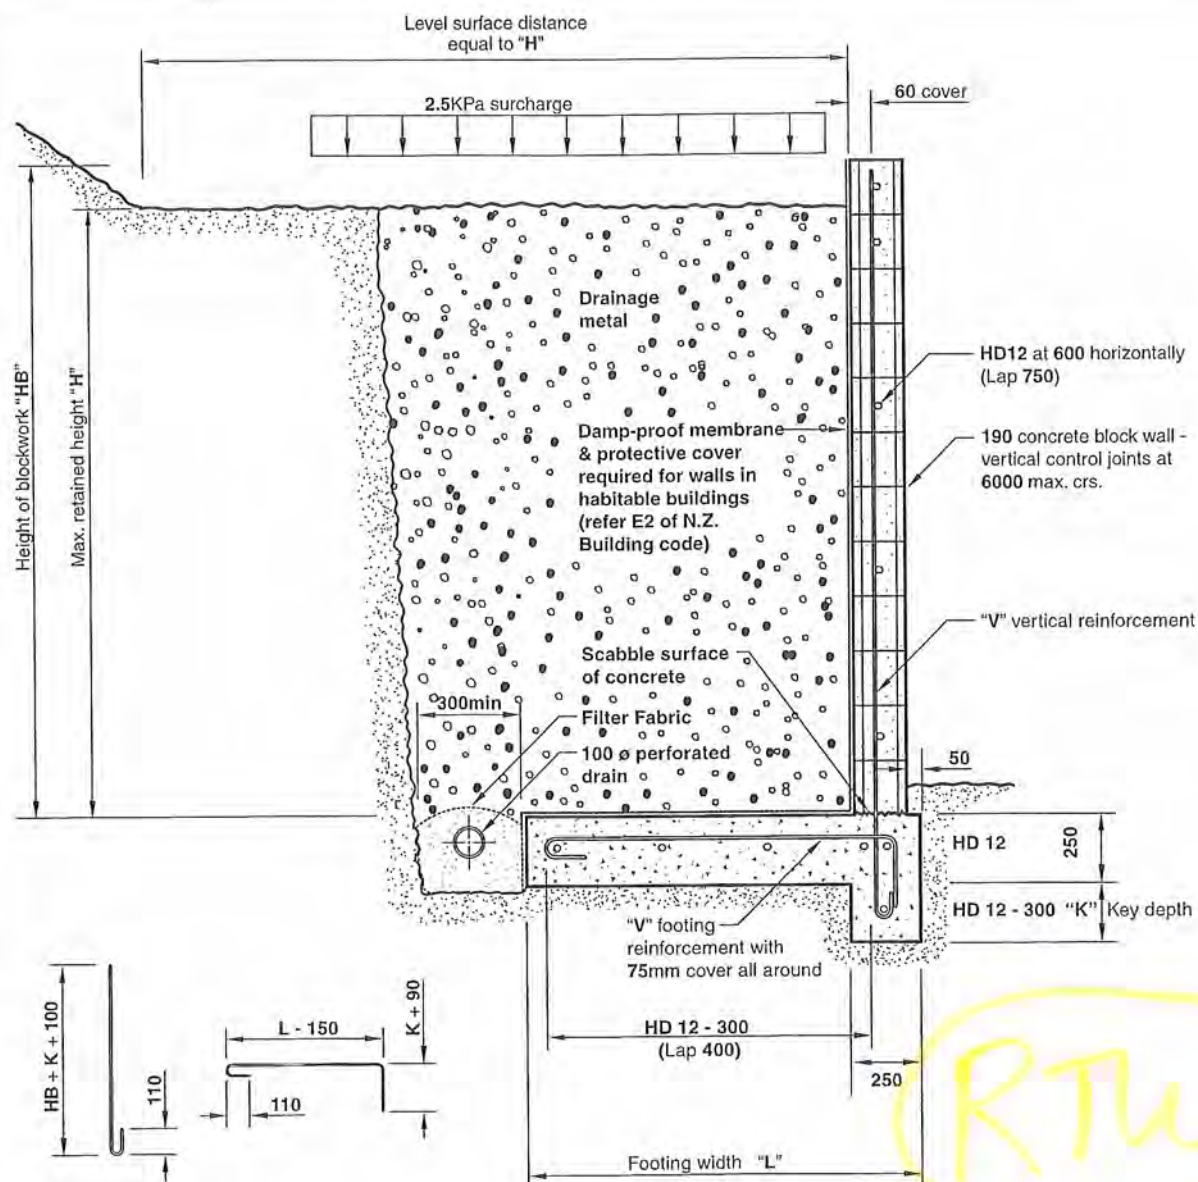 Level surface distance
equal to "H"
2.5KPa surcharge
60 cover
Height of blockwork "HB"
Max. retained height "H"
Drainage
metal
HD12 at 600 horizontally
(Lap 750)
Damp-proof membrane
& protective cover
required for walls in
habitable buildings
(refer E2 of N.Z.
Building code)
190 concrete block wall -
vertical control joints at
6000 max. crs.
"V" vertical reinforcement
Scabble surface
of concrete
300min
Filter Fabric
100 ø perforated
drain
50
HD 12
250
HD 12 - 300 "K" Key depth
"V" footing
reinforcement with
75mm cover all around
HB + K + 100
110
L - 150
110
K + 90
HD 12 - 300
(Lap 400)
250
Footing width "L"